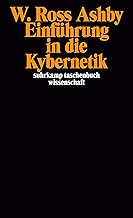 W. Ross Ashby
Einführung
in die
Kybernetik
suhrkamp taschenbuch
wissenschaft